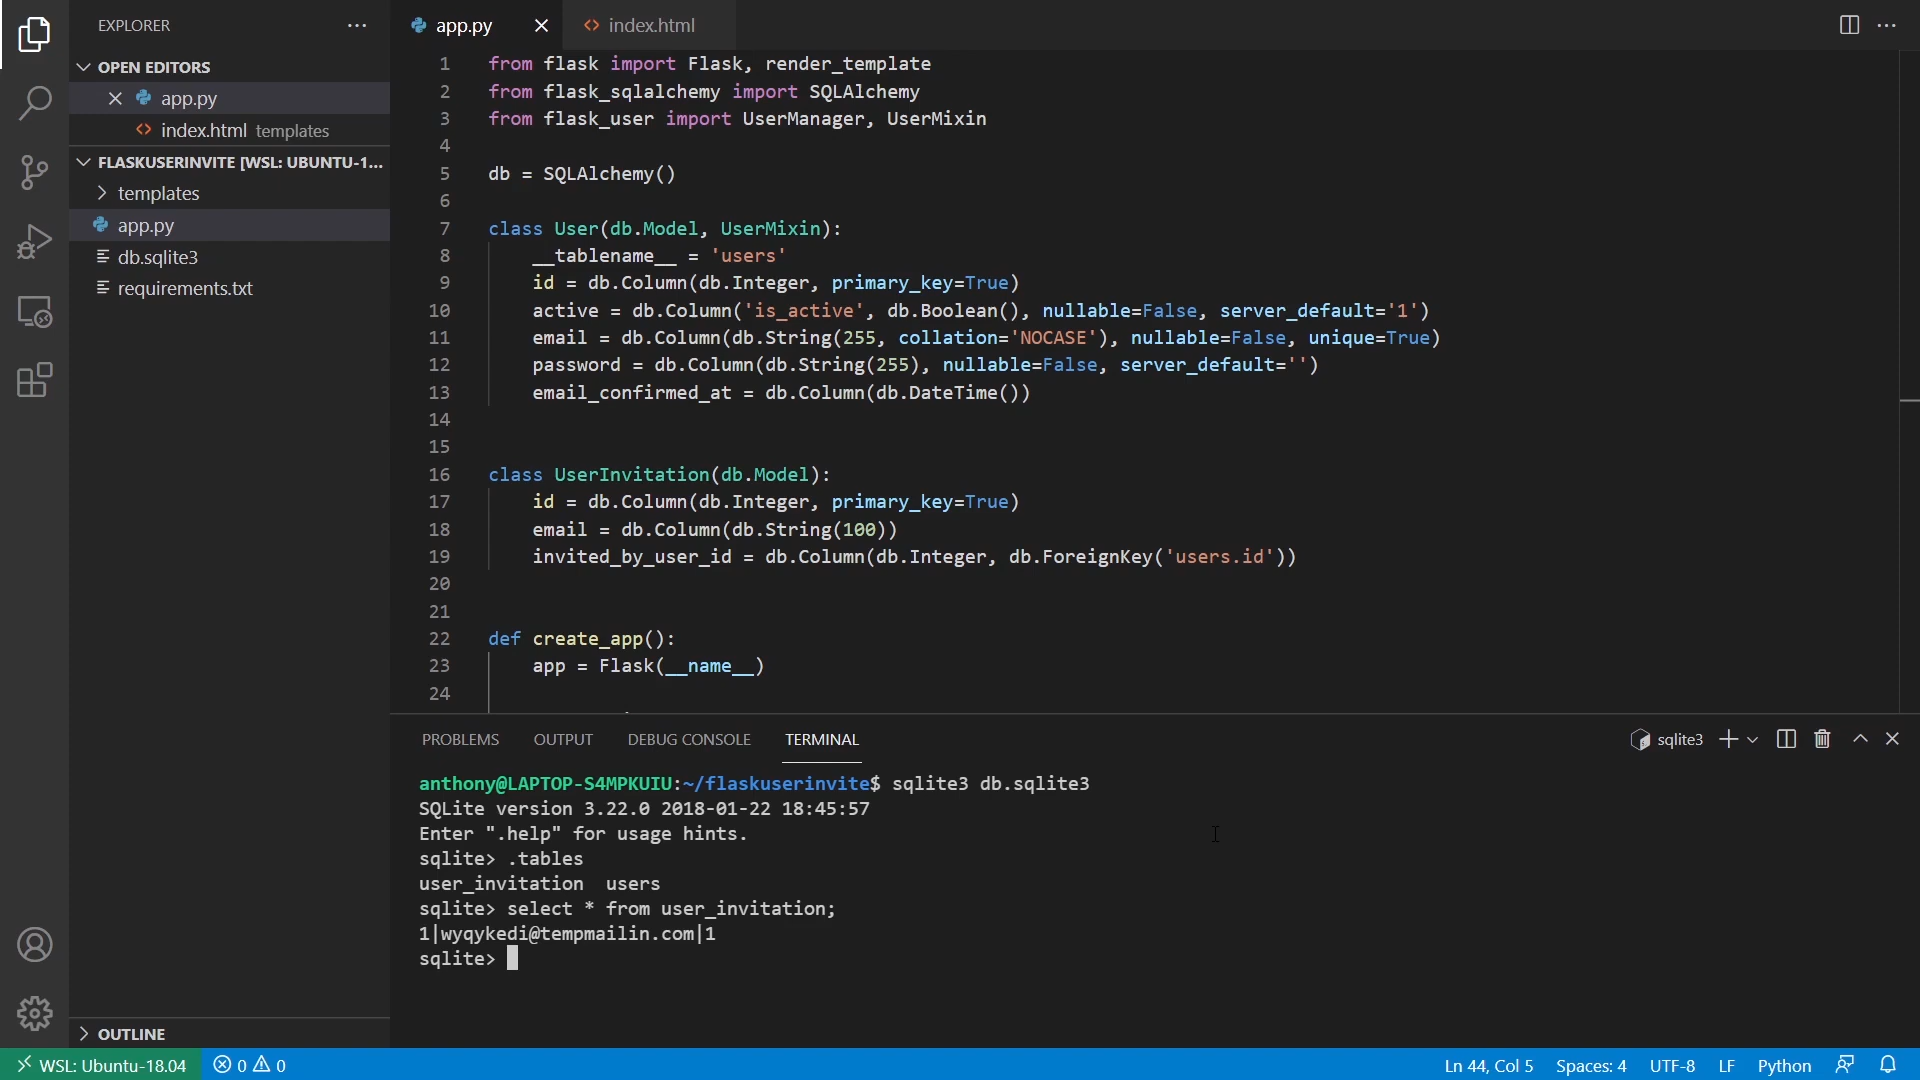 EXPLORER
OPEN EDITORS
app.py
index.html templates
FLASKUSERINVITE [WSL: UBUNTU-1...
templates
app.py
db.sqlite3
requirements.txt
OUTLINE
app.py
index.html
1 from flask import Flask, render_template
2 from flask_sqlalchemy import SQLAlchemy
3 from flask_user import UserManager, UserMixin
4
5 db = SQLAlchemy()
6
7 class User(db.Model, UserMixin):
8     __tablename__ = 'users'
9     id = db.Column(db.Integer, primary_key=True)
10     active = db.Column('is_active', db.Boolean(), nullable=False, server_default='1')
11     email = db.Column(db.String(255, collation='NOCASE'), nullable=False, unique=True)
12     password = db.Column(db.String(255), nullable=False, server_default='')
13     email_confirmed_at = db.Column(db.DateTime())
14
15
16 class UserInvitation(db.Model):
17     id = db.Column(db.Integer, primary_key=True)
18     email = db.Column(db.String(100))
19     invited_by_user_id = db.Column(db.Integer, db.ForeignKey('users.id'))
20
21
22 def create_app():
23     app = Flask(__name__)
24
PROBLEMS OUTPUT DEBUG CONSOLE TERMINAL
sqlite3
anthony@LAPTOP-S4MPKUIU:~/flaskuserinvite$ sqlite3 db.sqlite3
SQLite version 3.22.0 2018-01-22 18:45:57
Enter ".help" for usage hints.
sqlite> .tables
user_invitation  users
sqlite> select * from user_invitation;
1|wyqykedi@tempmailin.com|1
sqlite>
WSL: Ubuntu-18.04 0 0 Ln 44, Col 5 Spaces: 4 UTF-8 LF Python